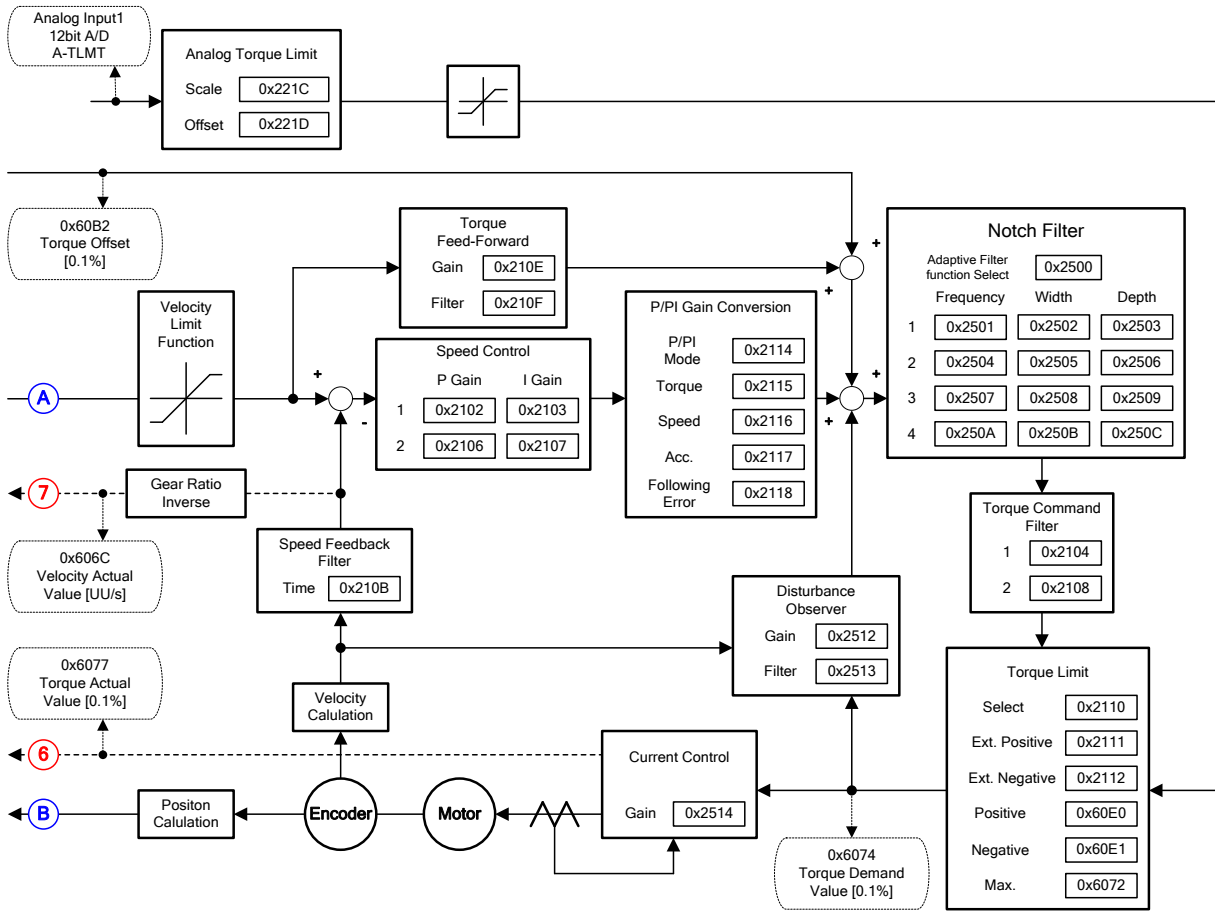 Analog Input1
12bit A/D
A-TLMT
Analog Torque Limit
Scale 0x221C
Offset 0x221D
0x60B2
Torque Offset
[0.1%]
Torque
Feed-Forward
Gain 0x210E
Filter 0x210F
+
+
Notch Filter
Adaptive Filter
function Select 0x2500
Frequency Width Depth
1 0x2501 0x2502 0x2503
2 0x2504 0x2505 0x2506
3 0x2507 0x2508 0x2509
4 0x250A 0x250B 0x250C
Velocity
Limit
Function
A
+
-
Speed Control
P Gain I Gain
1 0x2102 0x2103
2 0x2106 0x2107
P/PI Gain Conversion
P/PI
Mode 0x2114
Torque 0x2115
Speed 0x2116
Acc. 0x2117
Following
Error 0x2118
+
+
7
Gear Ratio
Inverse
0x606C
Velocity Actual
Value [UU/s]
Speed Feedback
Filter
Time 0x210B
Torque Command
Filter
1 0x2104
2 0x2108
Disturbance
Observer
Gain 0x2512
Filter 0x2513
0x6077
Torque Actual
Value [0.1%]
Velocity
Calulation
6
B
Positon
Calulation
Encoder
Motor
Current Control
Gain 0x2514
0x6074
Torque Demand
Value [0.1%]
Torque Limit
Select 0x2110
Ext. Positive 0x2111
Ext. Negative 0x2112
Positive 0x60E0
Negative 0x60E1
Max. 0x6072